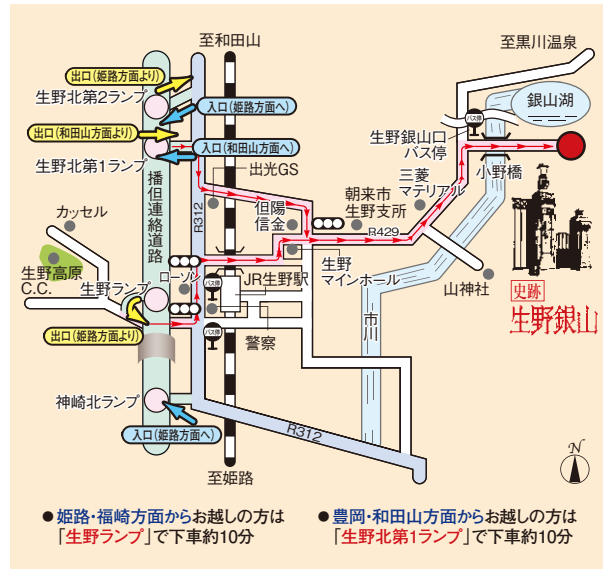 至和田山
至黒川温泉
出口(姫路方面より)
生野北第2ランプ
入口(姫路方面へ)
銀山湖
バス停
出口(和田山方面より)
生野銀山口
バス停
入口(和田山方面へ)
生野北第1ランプ
小野橋
出光GS
三菱
マテリアル
播但連絡道路
R312
朝来市
生野支所
カッセル
但陽
信金
R429
生野高原
C.C.
ローソン
JR生野駅
生野
マインホール
山神社
史跡
生野銀山
生野ランプ
バス停
出口(姫路方面より)
バス停
警察
市川
神崎北ランプ
入口(姫路方面へ)
R312
至姫路
N
●姫路・福崎方面からお越しの方は
「生野ランプ」で下車約10分
●豊岡・和田山方面からお越しの方は
「生野北第1ランプ」で下車約10分